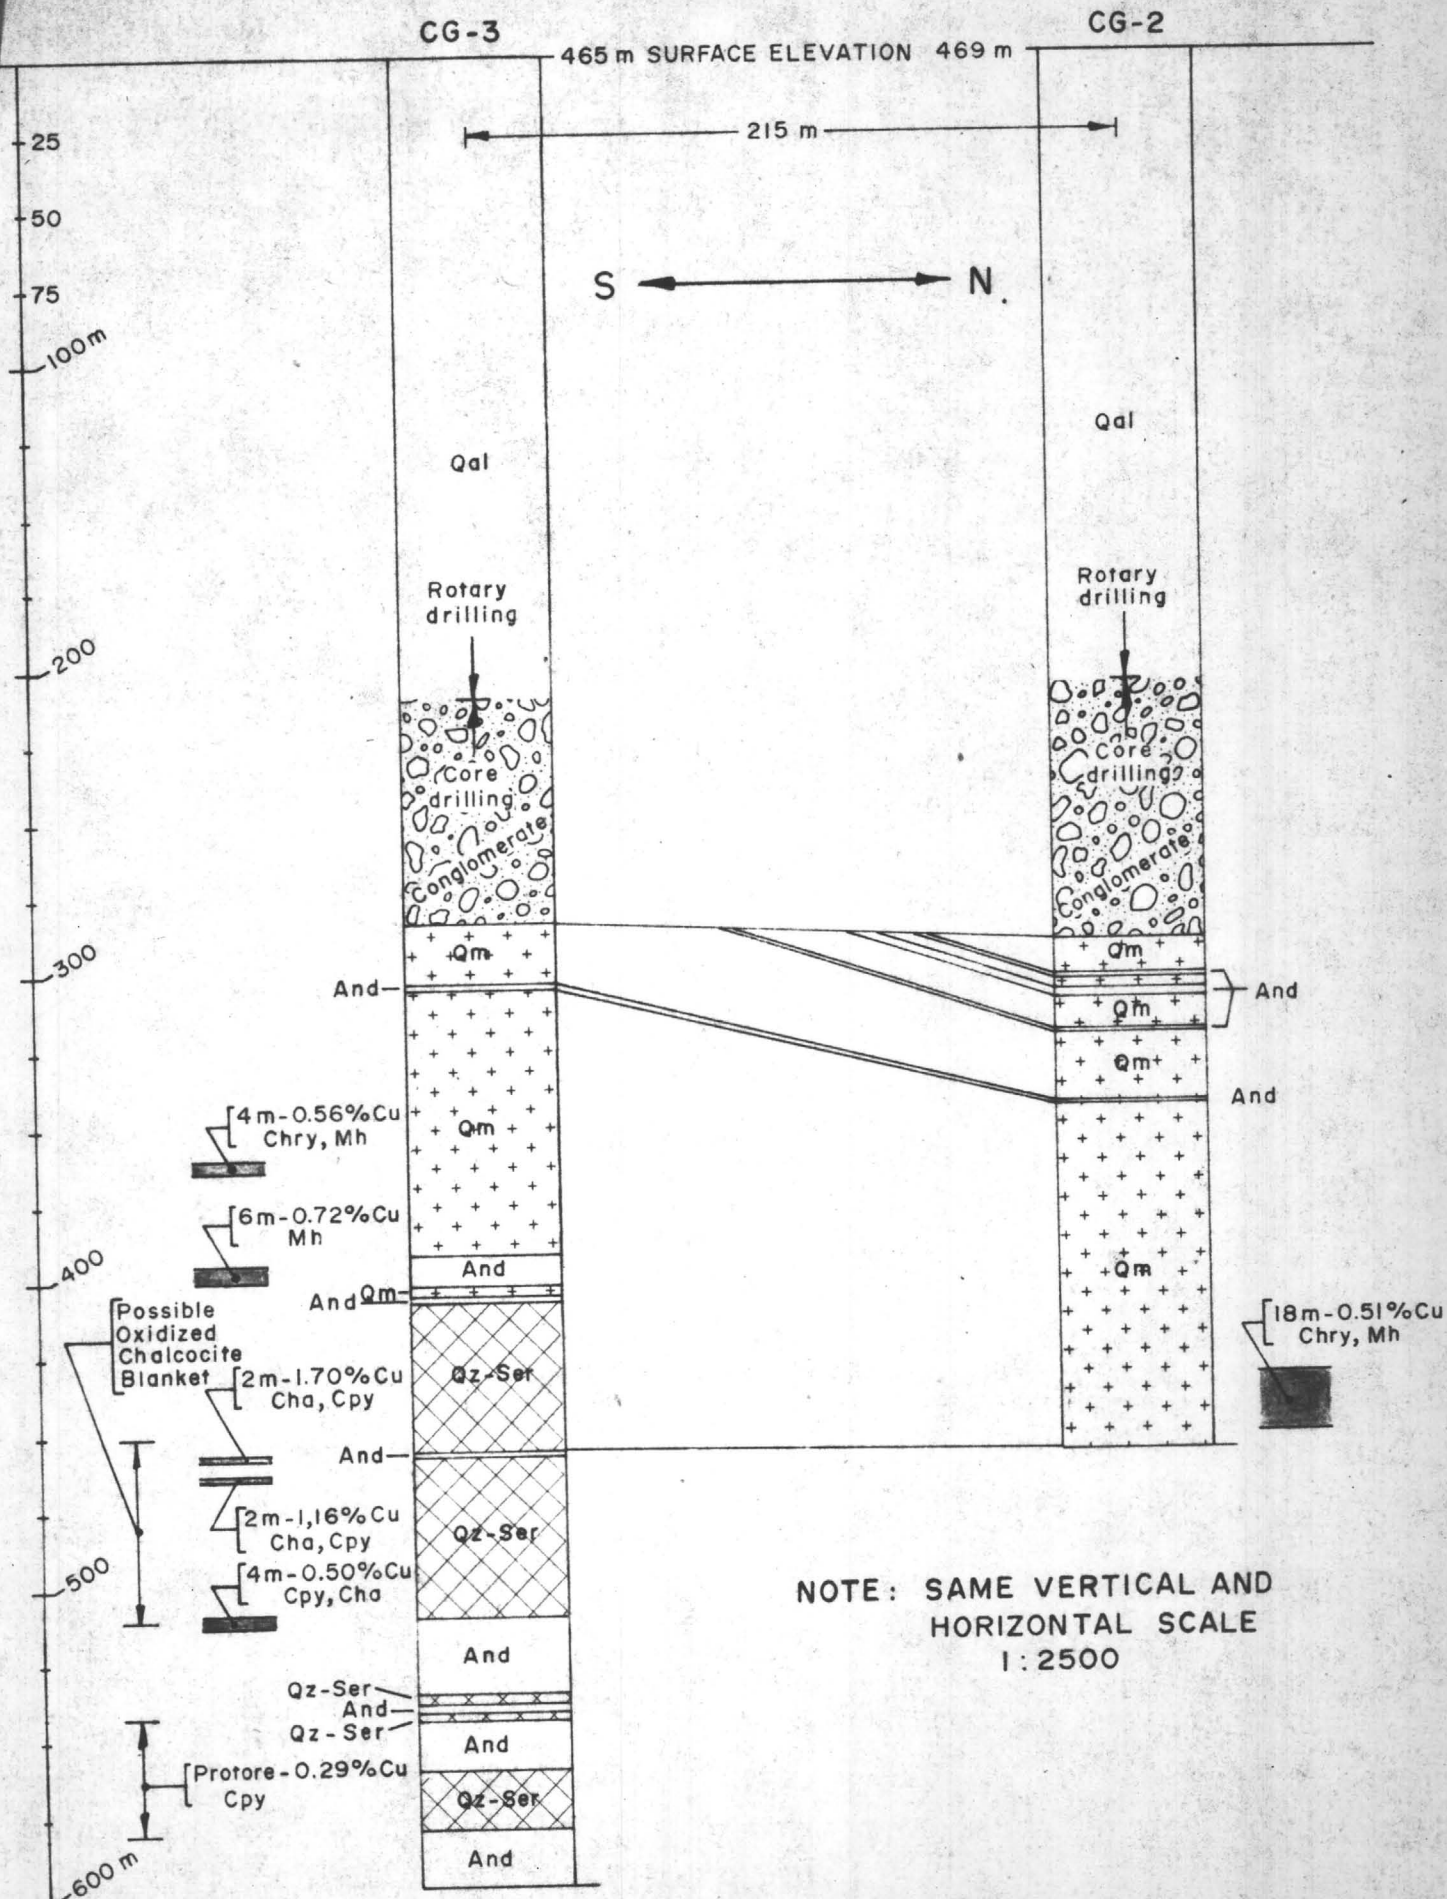 CG-3
CG-2
465 m SURFACE ELEVATION 469 m
215 m
25
50
75
100m
S
N.
Qal
Qal
Rotary
drilling
Rotary
drilling
200
Core
drilling
Conglomerate
Core
drilling
Conglomerate
Qm
Qm
300
And
And
Qm
Qm
And
4m-0.56%Cu
Chry, Mh
Qm
6m-0.72%Cu
Mh
And
400
Qm
And
Qm
Possible
Oxidized
Chalcocite
Blanket
18m-0.51%Cu
Chry, Mh
2m-1.70%Cu
Cha, Cpy
Qz-Ser
And
2m-1,16%Cu
Cha, Cpy
Qz-Ser
4m-0.50%Cu
Cpy, Cha
500
NOTE: SAME VERTICAL AND
HORIZONTAL SCALE
1:2500
And
Qz-Ser
And
Qz-Ser
And
Protore-0.29%Cu
Cpy
Qz-Ser
And
600 m